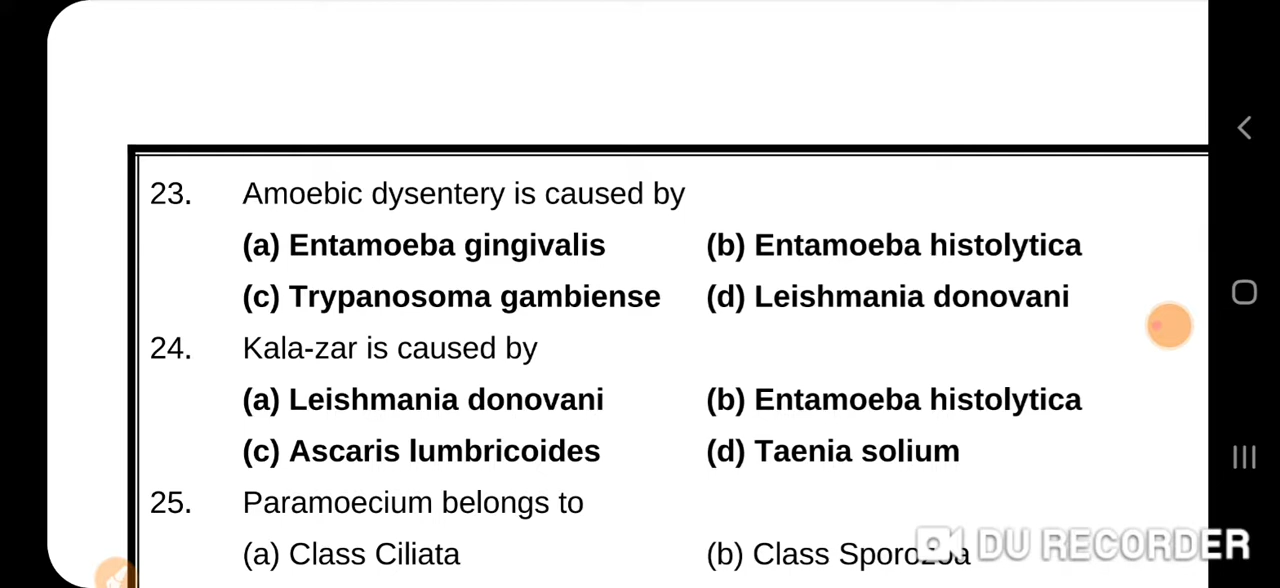 23. Amoebic dysentery is caused by
(a) Entamoeba gingivalis (b) Entamoeba histolytica
(c) Trypanosoma gambiense (d) Leishmania donovani
24. Kala-zar is caused by
(a) Leishmania donovani (b) Entamoeba histolytica
(c) Ascaris lumbricoides (d) Taenia solium
25. Paramoecium belongs to
(a) Class Ciliata (b) Class Sporozoa
DU RECORDER